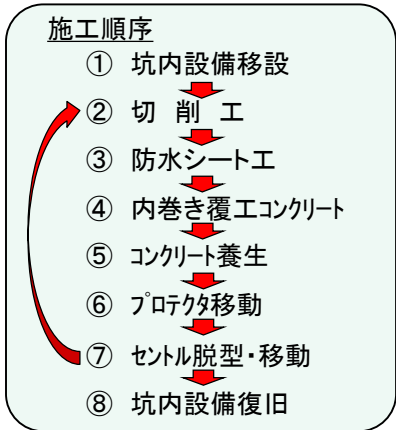 施工順序
① 坑内設備移設
② 切 削 工
③ 防水シート工
④ 内巻き覆工コンクリート
⑤ コンクリート養生
⑥ プロテクタ移動
⑦ セントル脱型・移動
⑧ 坑内設備復旧